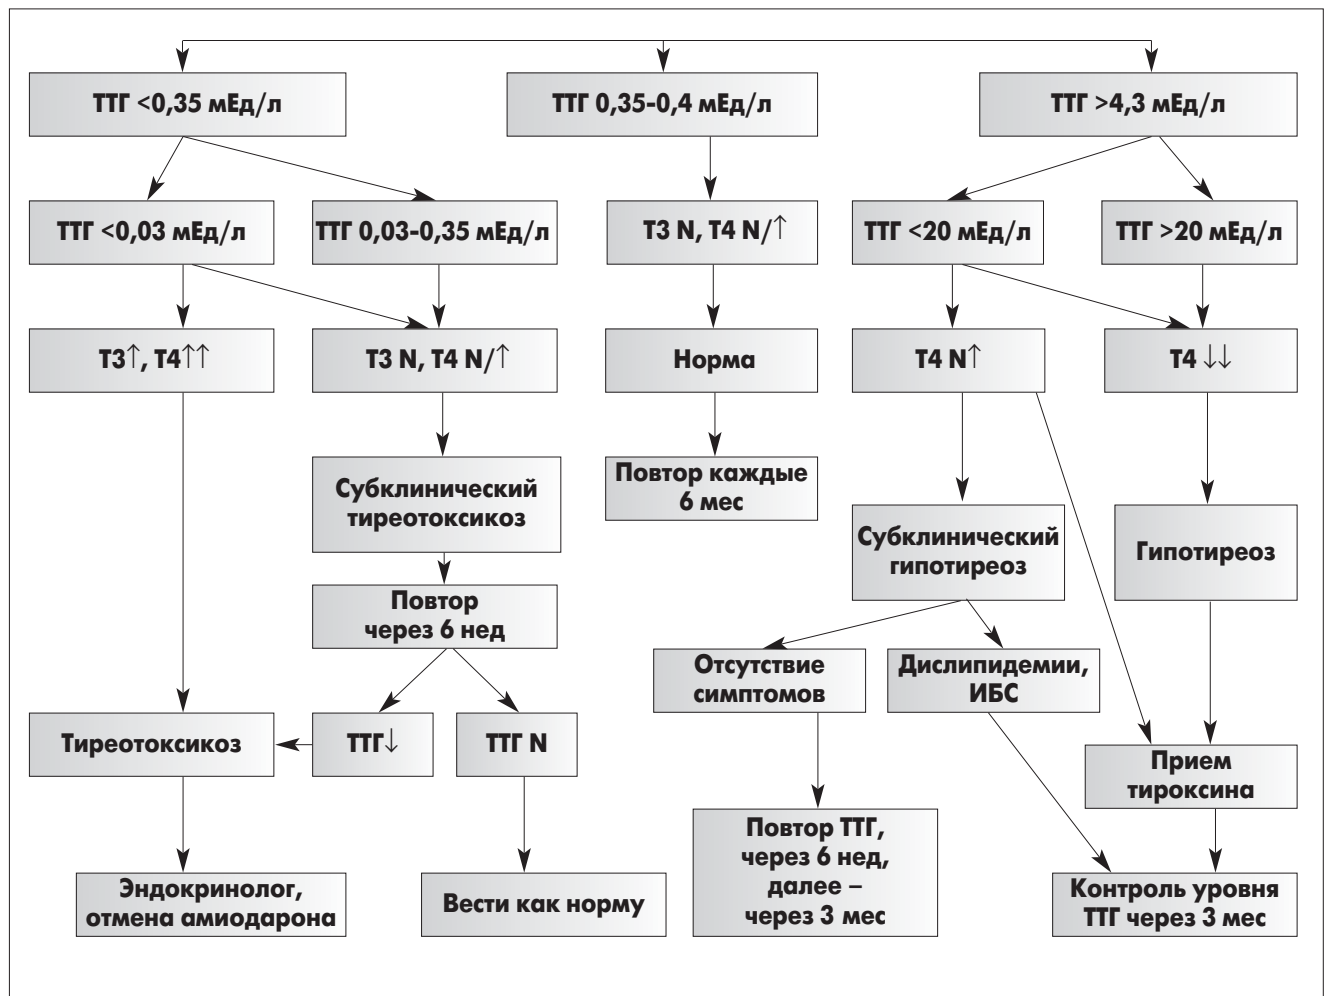 ТТГ <0,35 мЕд/л
ТТГ 0,35-0,4 мЕд/л
ТТГ >4,3 мЕд/л
ТТГ <0,03 мЕд/л
ТТГ 0,03-0,35 мЕд/л
Т3 N, Т4 N/↑
ТТГ <20 мЕд/л
ТТГ >20 мЕд/л
Т3↑, Т4↑↑
Т3 N, Т4 N/↑
Норма
Т4 N↑
Т4 ↓↓
Субклинический
тиреотоксикоз
Повтор каждые
6 мес
Субклинический
гипотиреоз
Гипотиреоз
Повтор
через 6 нед
Отсутствие
симптомов
Дислипидемии,
ИБС
Тиреотоксикоз
ТТГ↓
ТТГ N
Прием
тироксина
Повтор ТТГ,
через 6 нед,
далее –
через 3 мес
Эндокринолог,
отмена амиодарона
Вести как норму
Контроль уровня
ТТГ через 3 мес